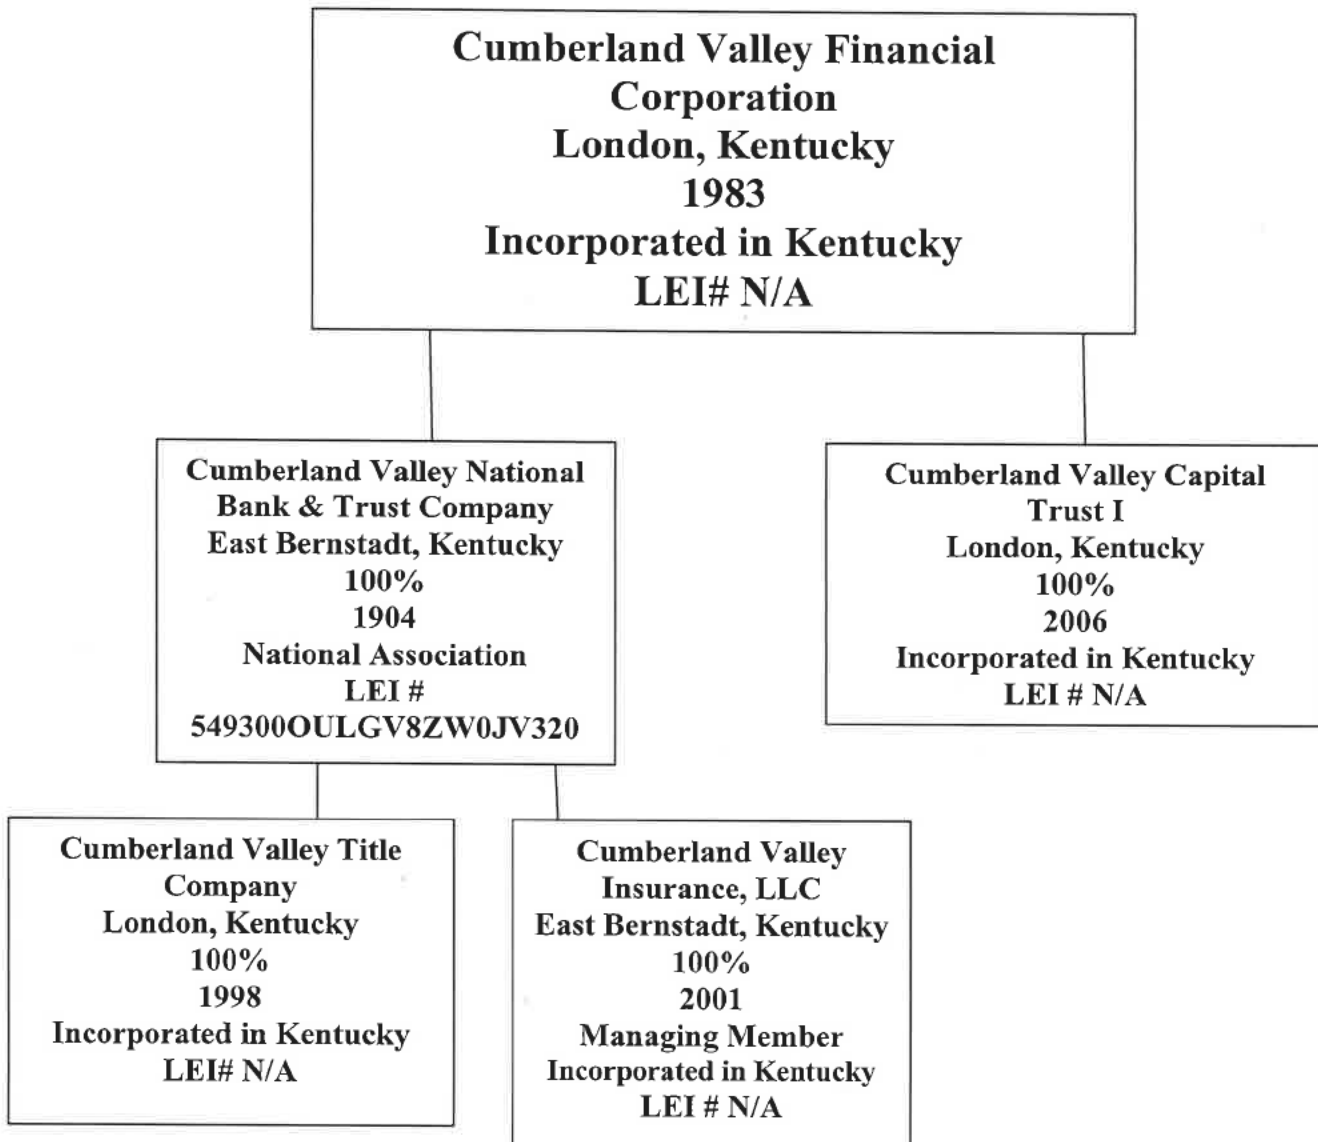 Cumberland Valley Financial
Corporation
London, Kentucky
1983
Incorporated in Kentucky
LEI# N/A
Cumberland Valley National
Bank & Trust Company
East Bernstadt, Kentucky
100%
1904
National Association
LEI #
549300OULGV8ZW0JV320
Cumberland Valley Capital
Trust I
London, Kentucky
100%
2006
Incorporated in Kentucky
LEI # N/A
Cumberland Valley Title
Company
London, Kentucky
100%
1998
Incorporated in Kentucky
LEI# N/A
Cumberland Valley
Insurance, LLC
East Bernstadt, Kentucky
100%
2001
Managing Member
Incorporated in Kentucky
LEI # N/A